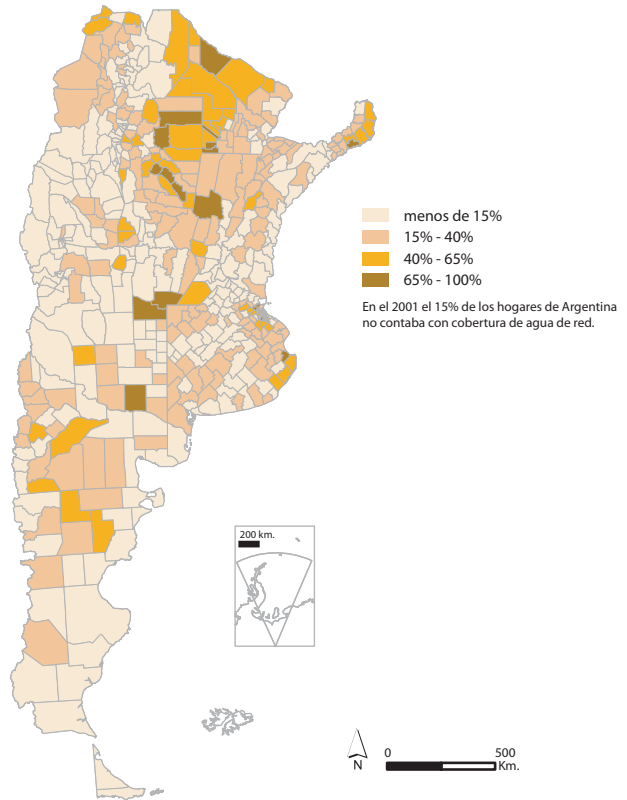 menos de 15%
15% - 40%
40% - 65%
65% - 100%
En el 2001 el 15% de los hogares de Argentina
no contaba con cobertura de agua de red.
200 km.
N
0 500
Km.